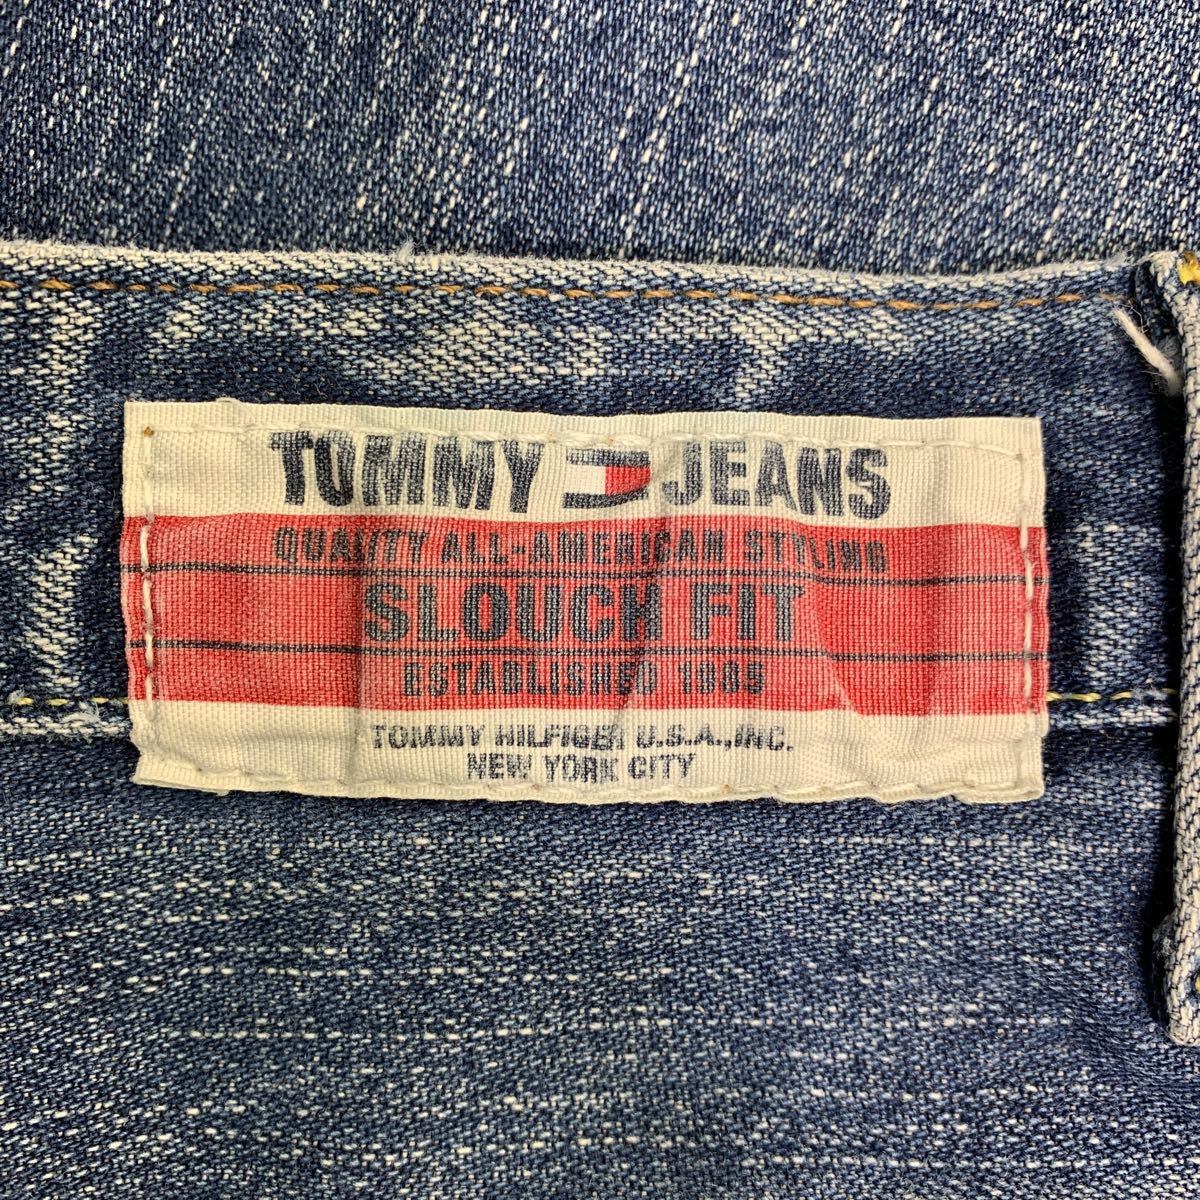 TOMMY JEANS
QUALITY ALL-AMERICAN STYLING
SLOUCH FIT
ESTABLISHED 1985
TOMMY HILFIGER U.S.A., INC.
NEW YORK CITY